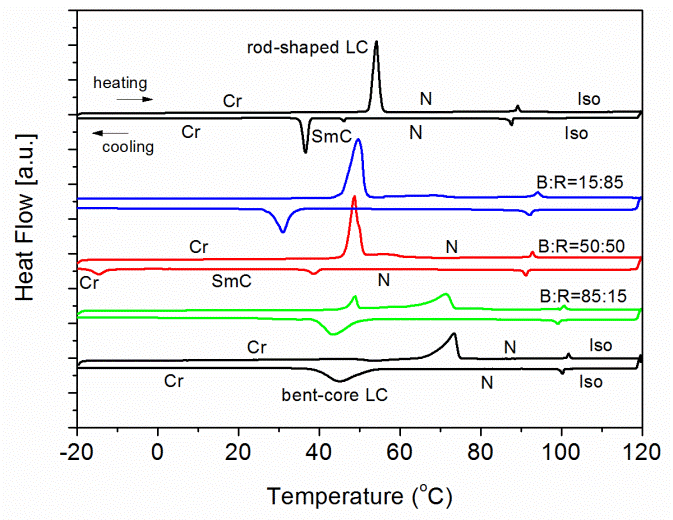 rod-shaped LC
heating
Cr N Iso
Cr SmC N Iso
cooling
B:R=15:85
Cr N B:R=50:50
Cr SmC N
B:R=85:15
Cr N Iso
Cr N Iso
bent-core LC
Heat Flow [a.u.]
-20 0 20 40 60 80 100 120
Temperature (°C)